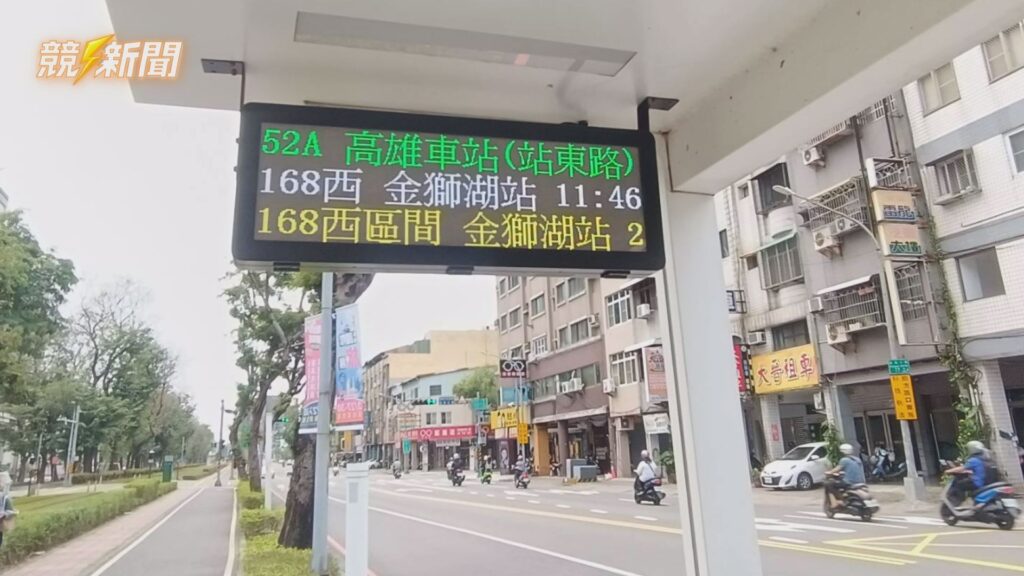 競新聞
52A 高雄車站(站東路)
168西 金獅湖站 11:46
168西區間 金獅湖站 2
大哥租車